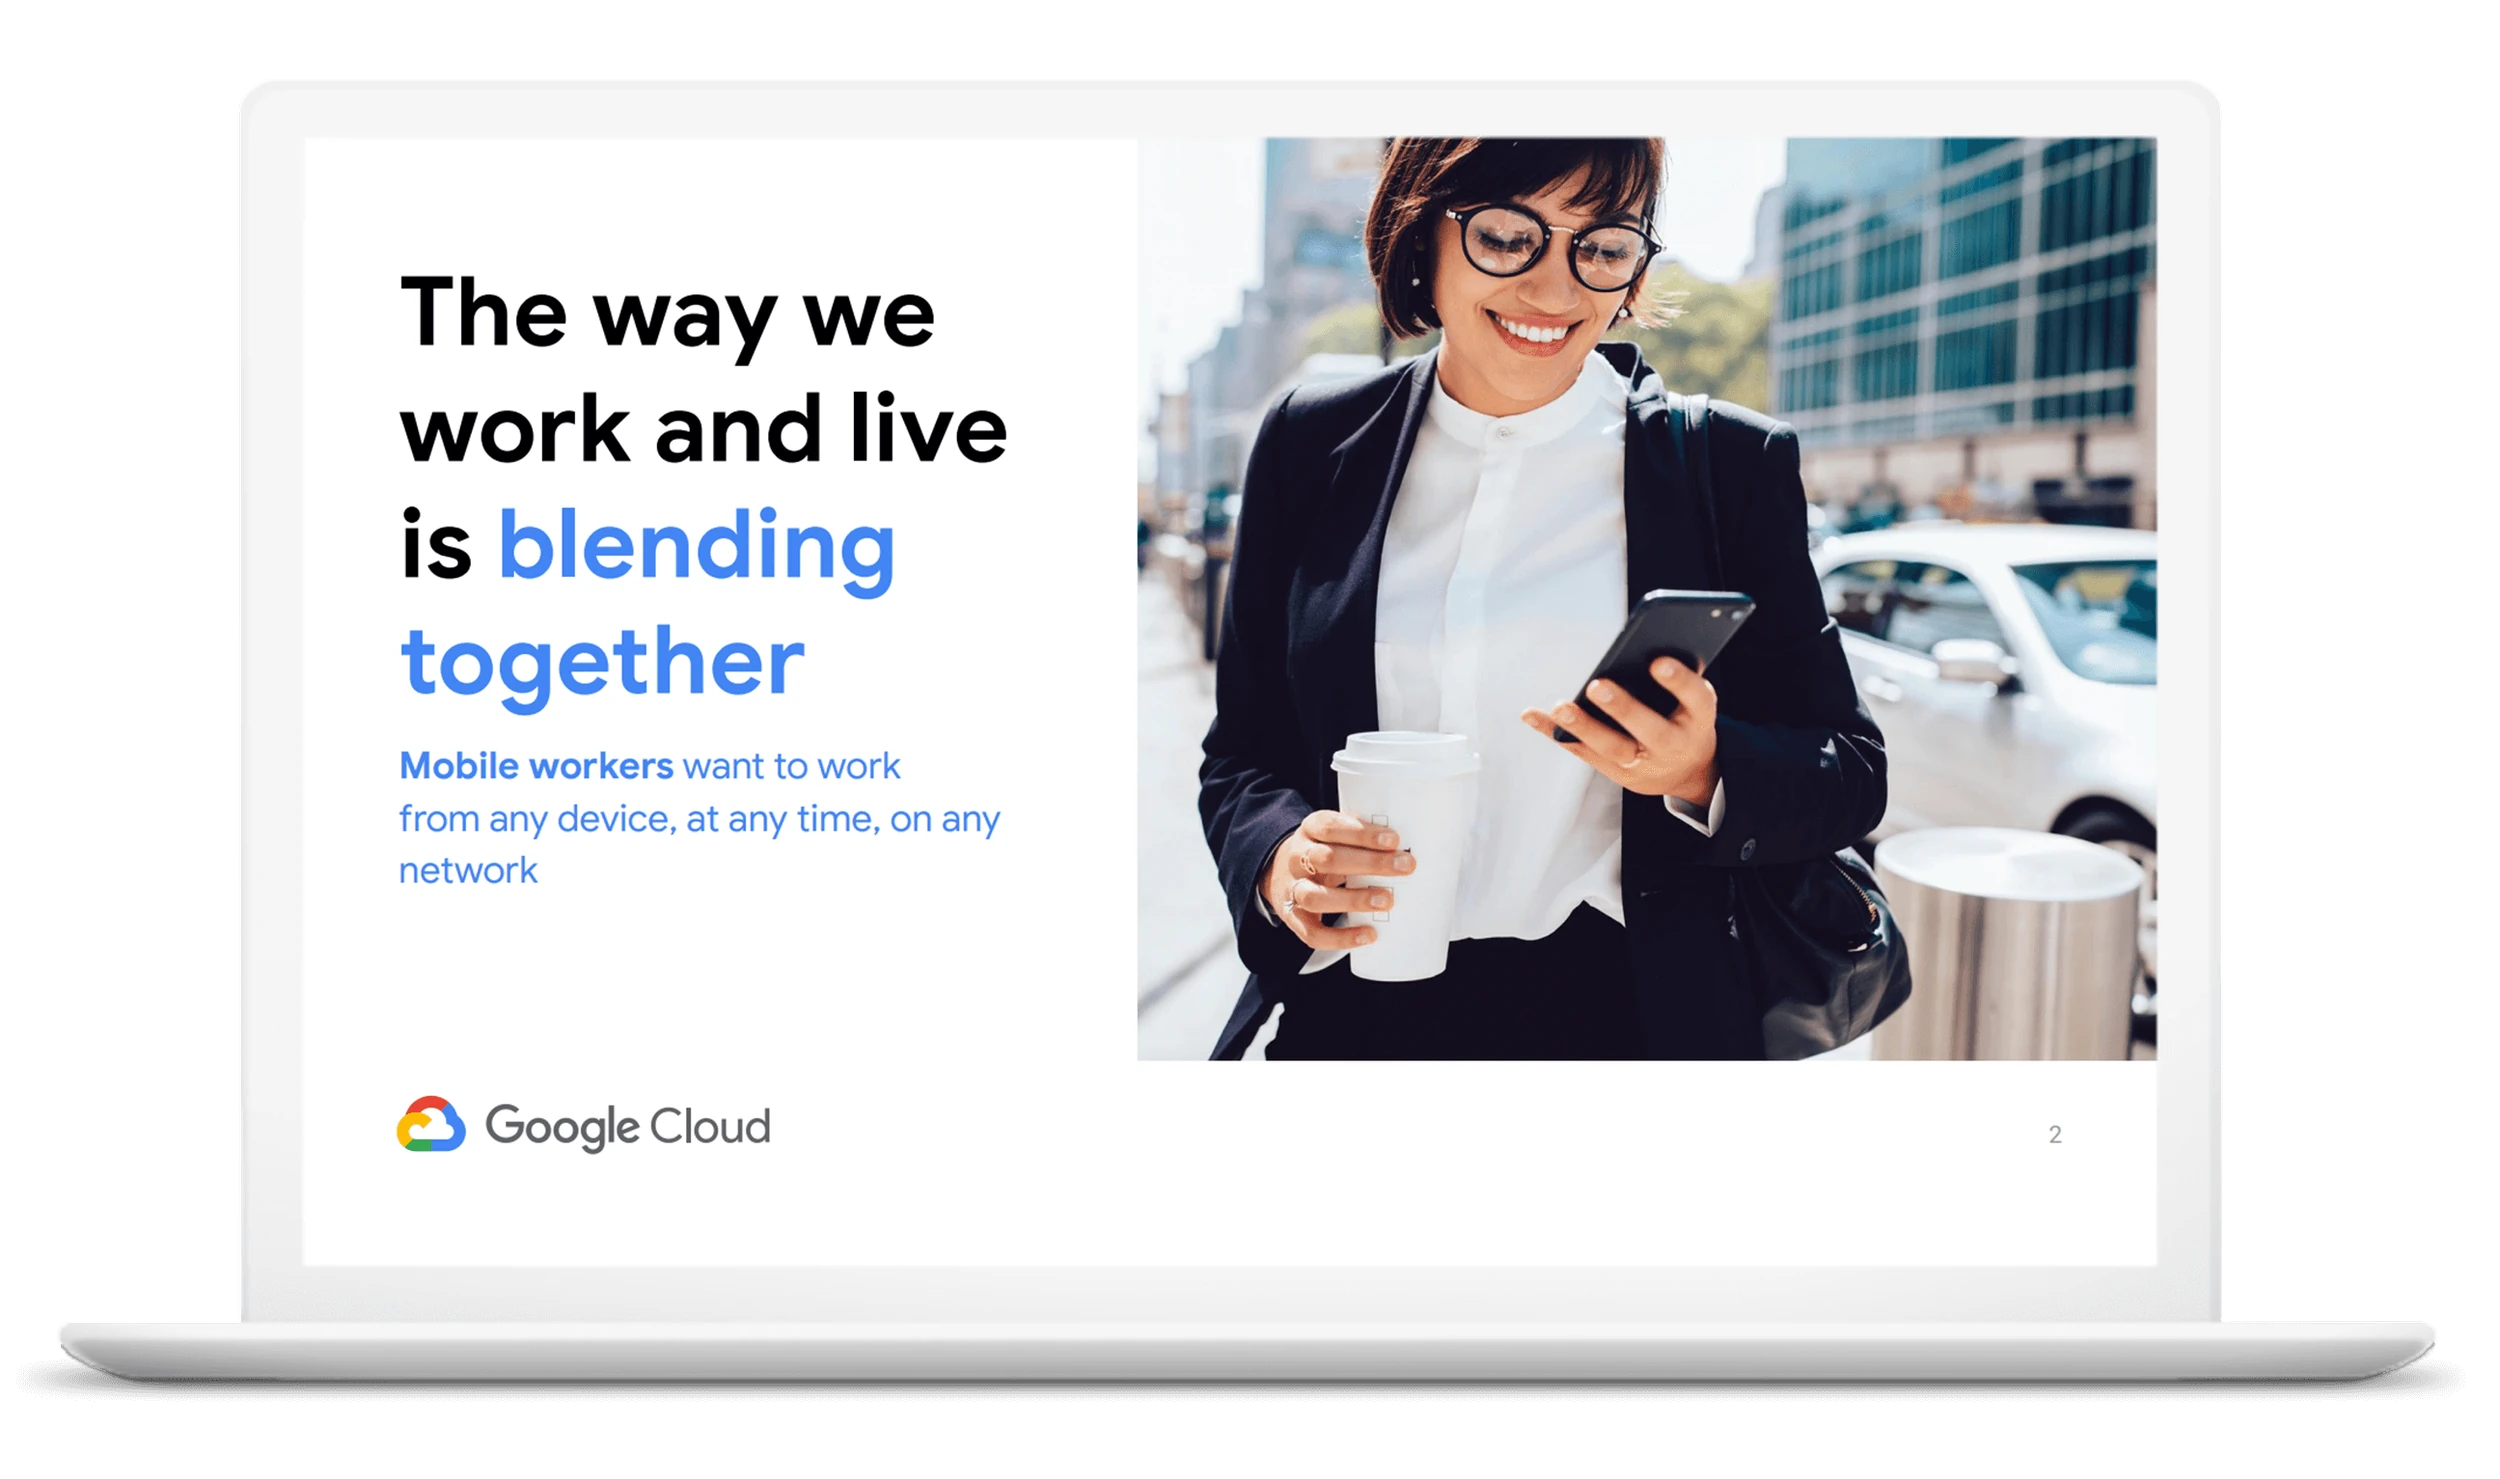 The way we
work and live
is blending
together
Mobile workers want to work
from any device, at any time, on any
network
Google Cloud
2